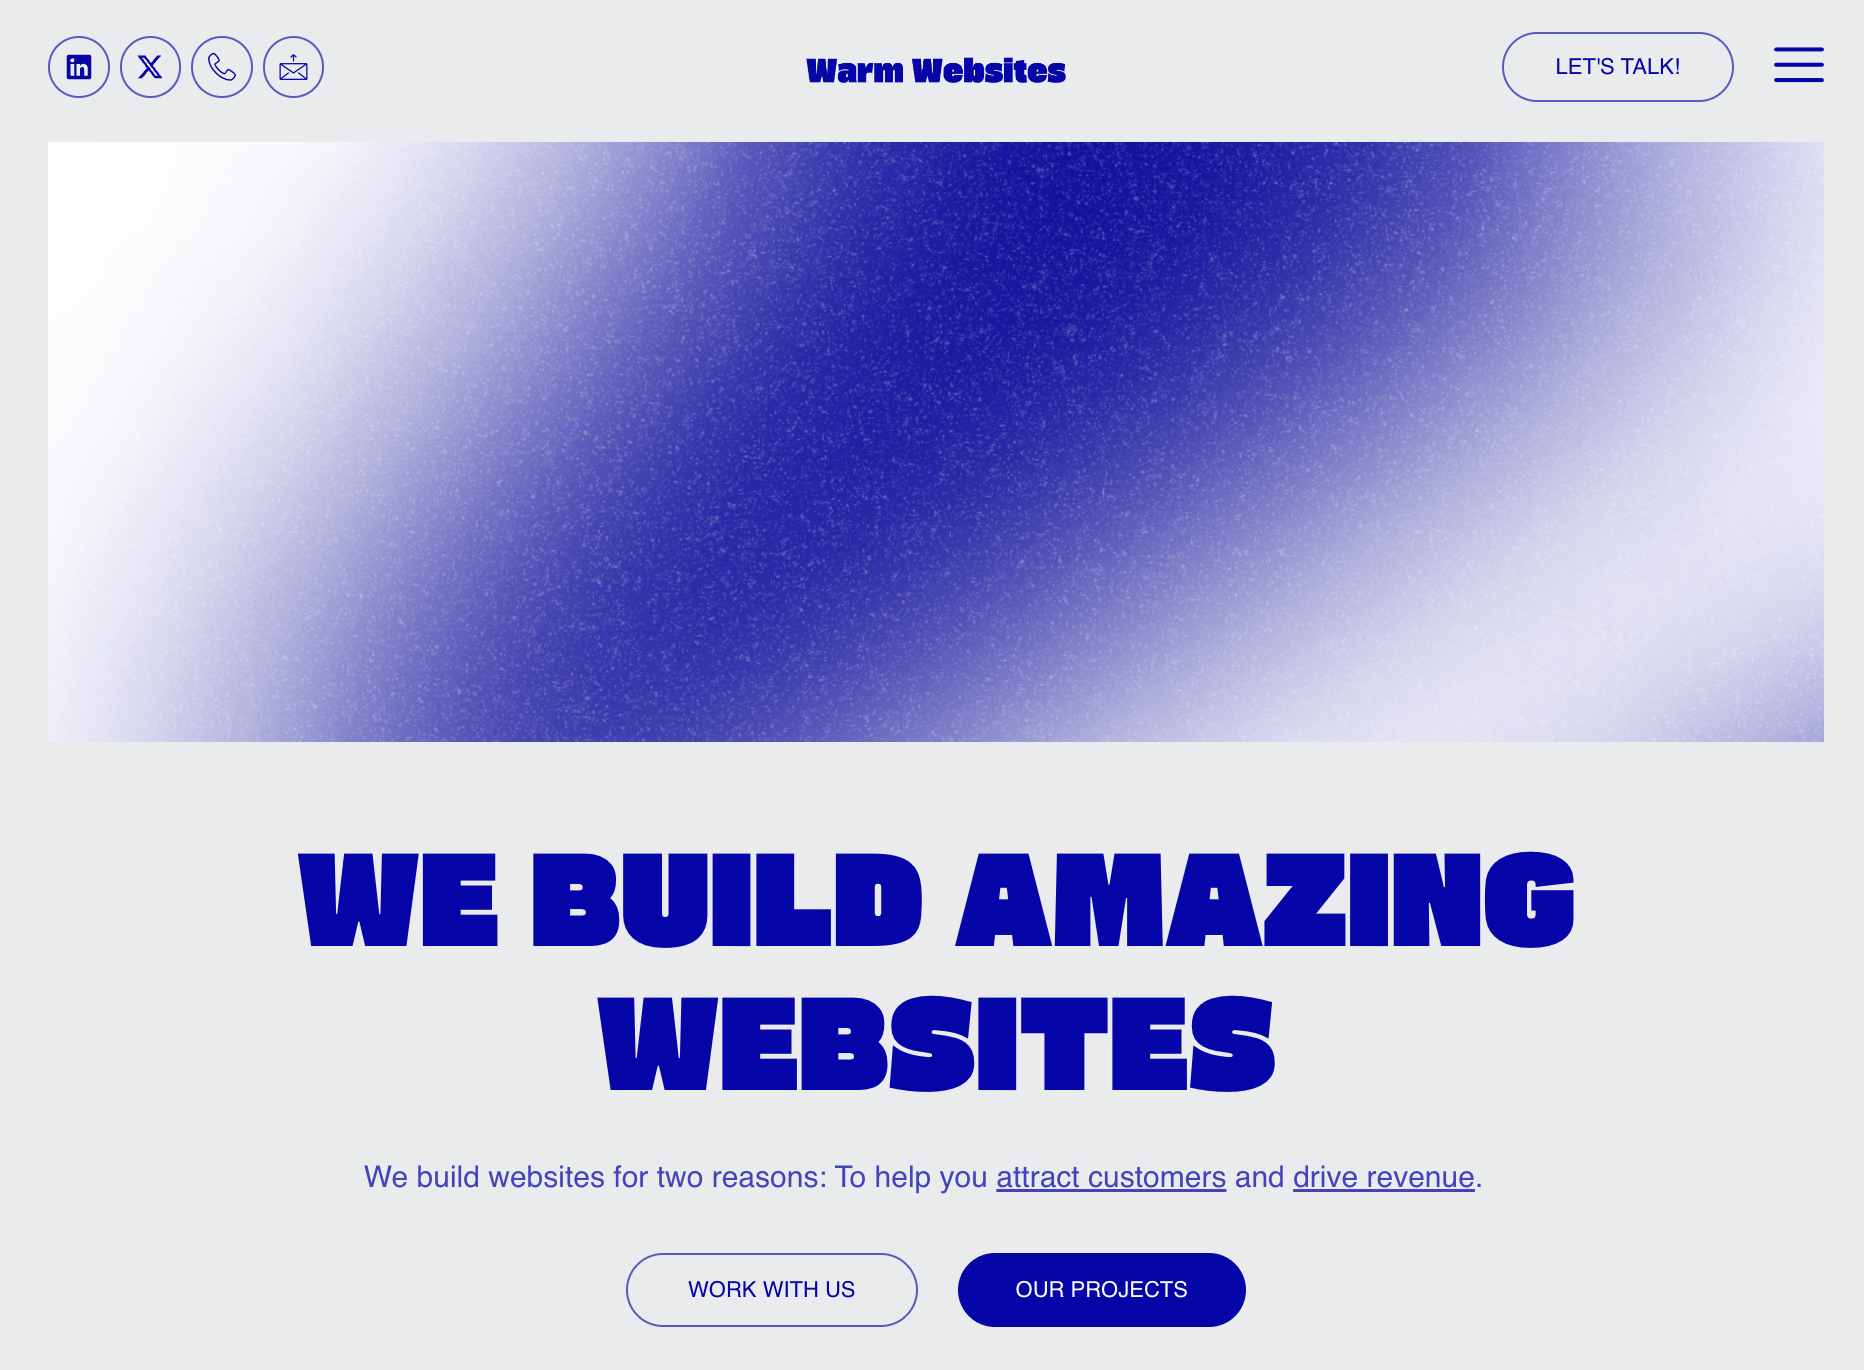 in
X
Warm Websites
LET'S TALK!
WE BUILD AMAZING
WEBSITES
We build websites for two reasons: To help you attract customers and drive revenue.
WORK WITH US
OUR PROJECTS